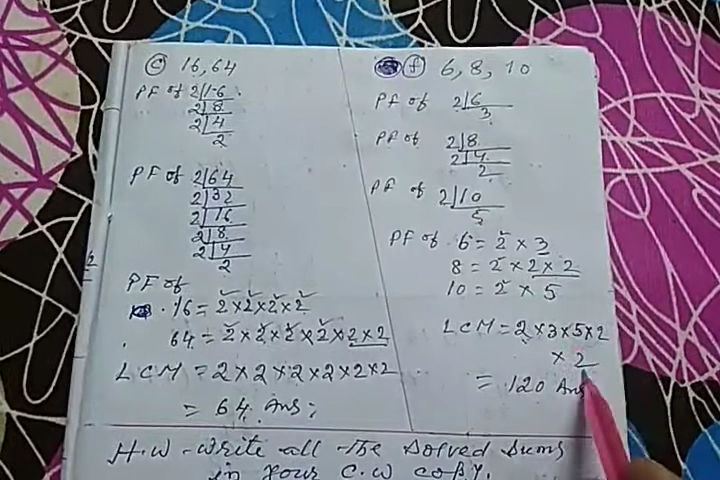 (c) 16,64
PF of 2|16
2|8
2|4
2
PF of 2|64
2|32
2|16
2|8
2|4
2
PF of
16=2×2×2×2
64=2×2×2×2×2×2
LCM=2×2×2×2×2×2
= 64 Ans:
(f) 6, 8, 10
PF of 2|6
3
PF of 2|8
2|4
2
PF of 2|10
5
PF of 6= 2 × 3
8 = 2 × 2 × 2
10 = 2 × 5
LCM=2×3×5×2
×2
= 120 Ans
H.W -write all the solved sums
in your C.W copy.